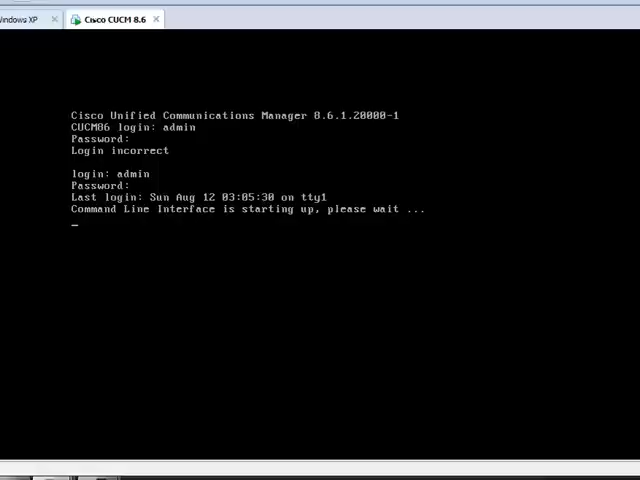 Windows XP
Cisco CUCM 8.6
Cisco Unified Communications Manager 8.6.1.20000-1
CUCM86 login: admin
Password:
Login incorrect
login: admin
Password:
Last login: Sun Aug 12 03:05:30 on tty1
Command Line Interface is starting up, please wait ...
_